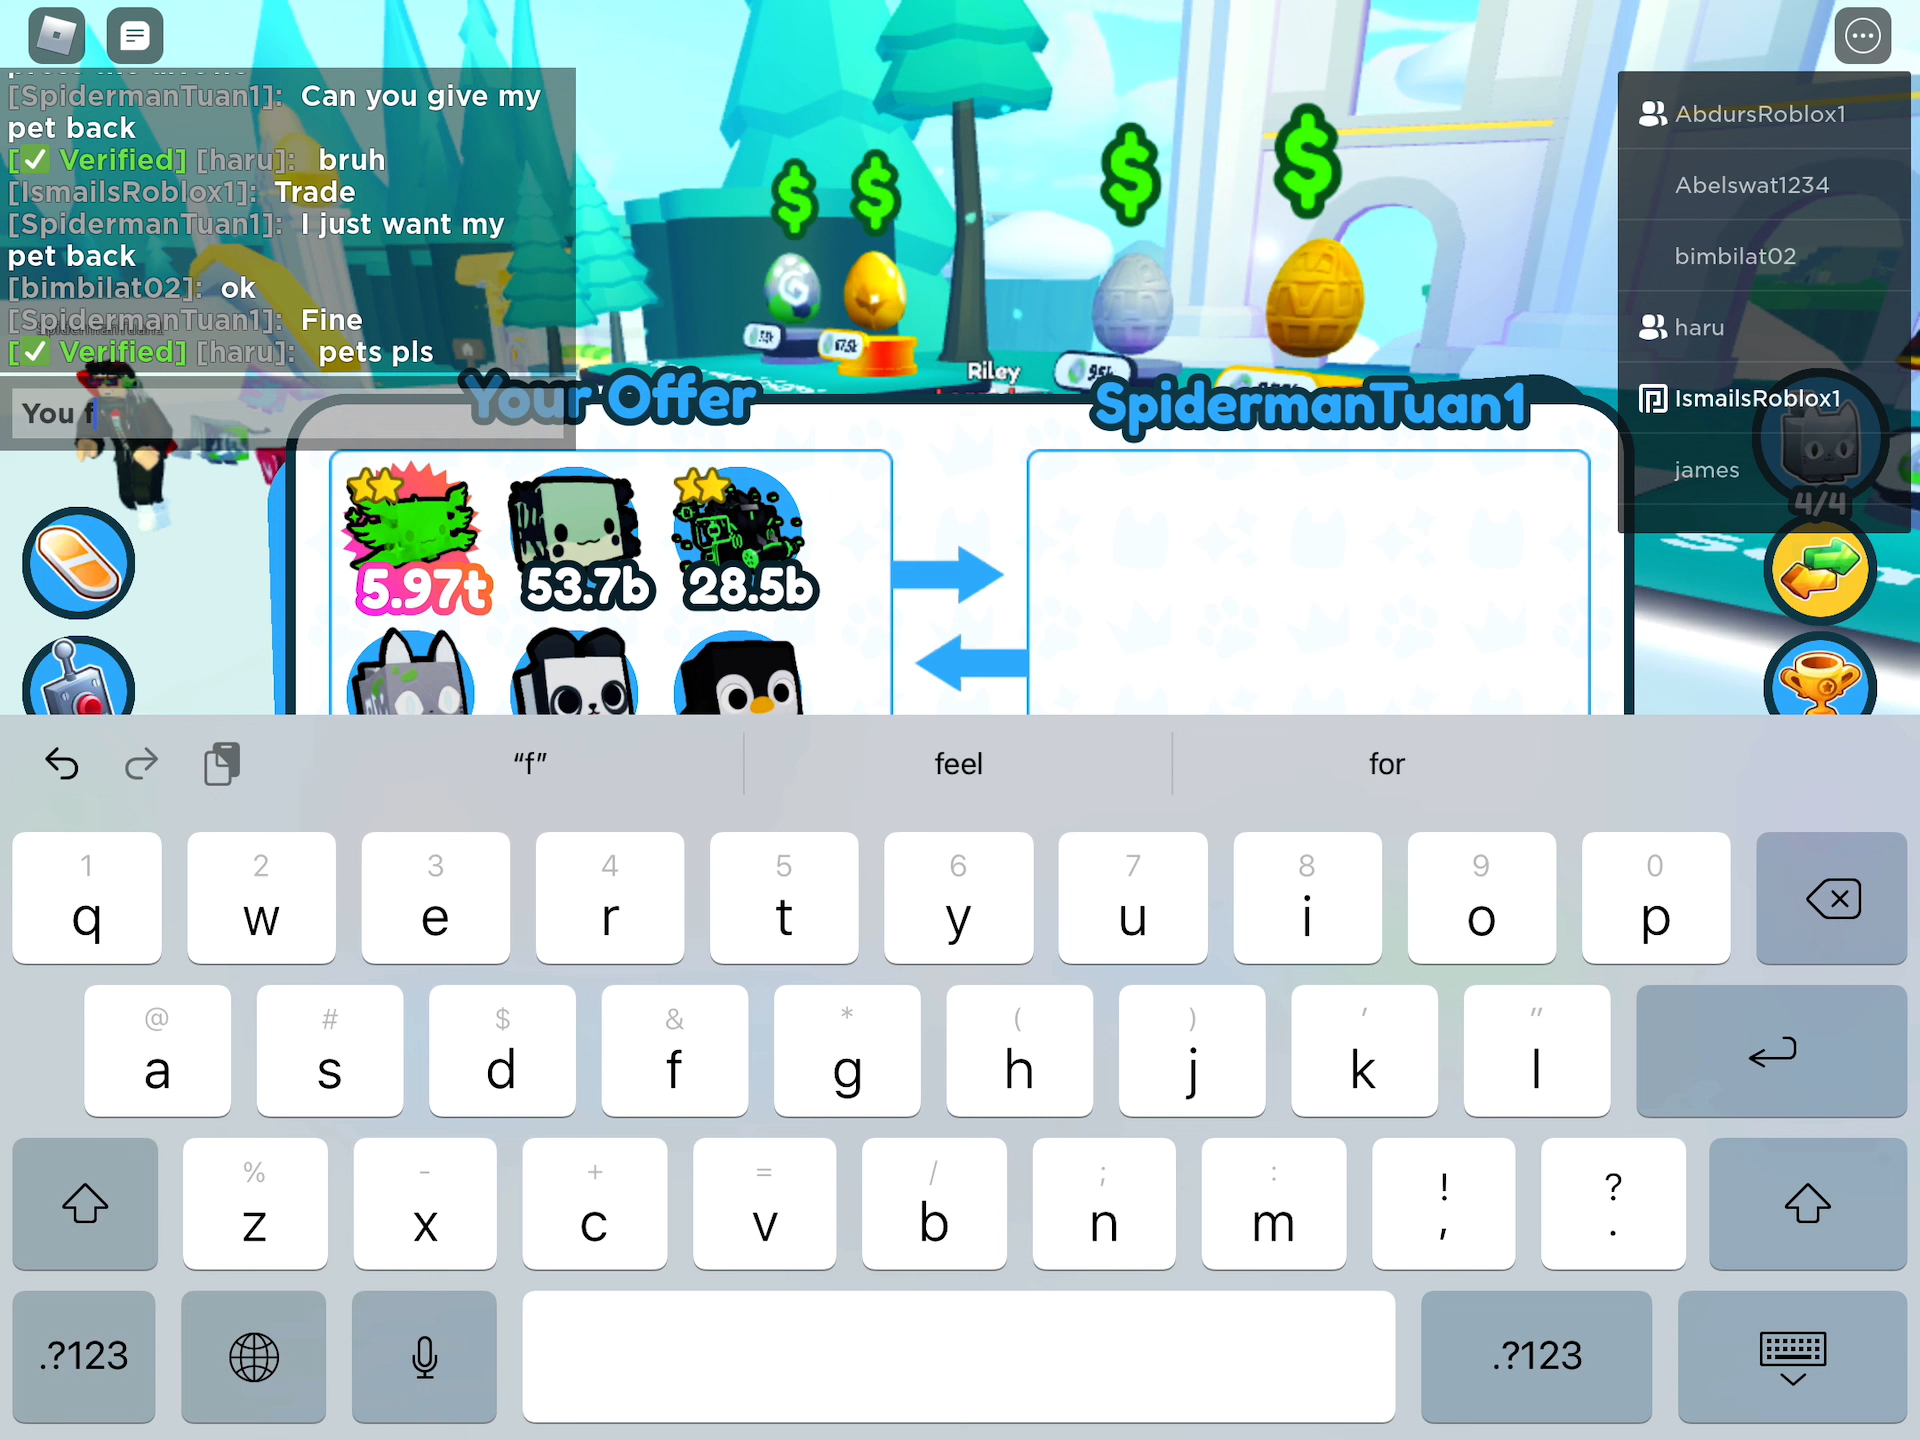 [SpidermanTuan1]: Can you give my
pet back
[✅ Verified] [haru]: bruh
[IsmailsRoblox1]: Trade
[SpidermanTuan1]: I just want my
pet back
[bimbilat02]: ok
[SpidermanTuan1]: Fine
[✅ Verified] [haru]: pets pls
You f
AbdursRoblox1
Abelswat1234
bimbilat02
haru
IsmailsRoblox1
james
4/4
Riley
Your Offer
SpidermanTuan1
5.97t 53.7b 28.5b
“f” feel for
1 2 3 4 5 6 7 8 9 0
q w e r t y u i o p
@ # $ & * ( ) ' "
a s d f g h j k l
% - + = / ; : ! ?
z x c v b n m , .
.?123 .?123